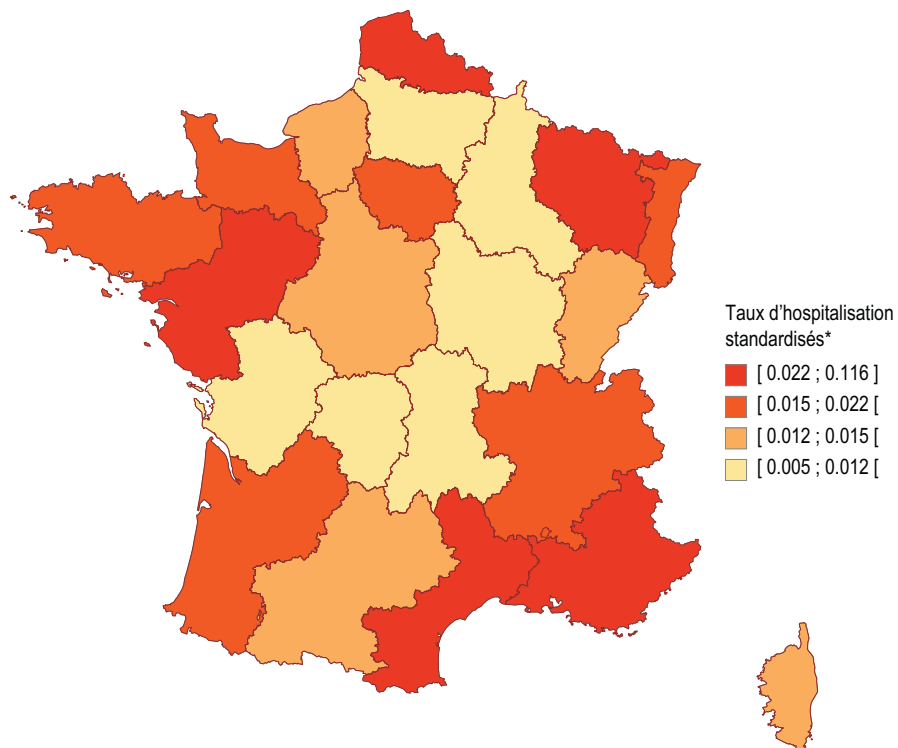 Taux d'hospitalisation
standardisés*
[ 0.022 ; 0.116 ]
[ 0.015 ; 0.022 [
[ 0.012 ; 0.015 [
[ 0.005 ; 0.012 [